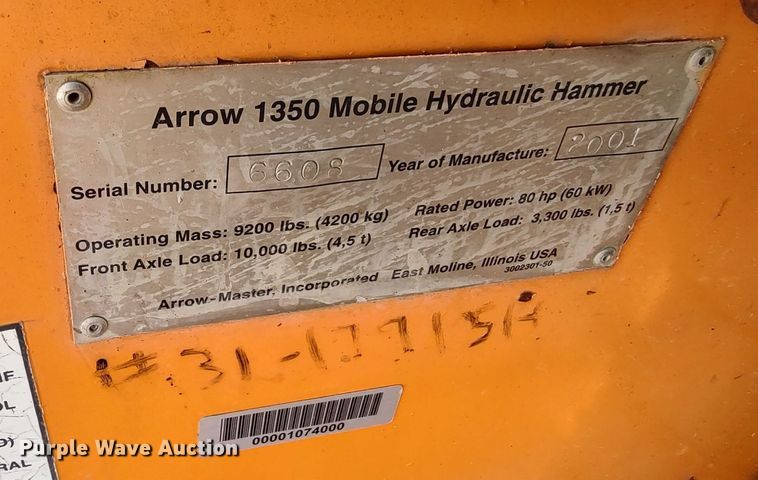 Arrow 1350 Mobile Hydraulic Hammer
Serial Number: 6608 Year of Manufacture: 2001
Operating Mass: 9200 lbs. (4200 kg) Rated Power: 80 hp (60 kW)
Front Axle Load: 10,000 lbs. (4,5 t) Rear Axle Load: 3,300 lbs. (1,5 t)
Arrow-Master, Incorporated East Moline, Illinois USA
3002301-50
00001074000
Purple Wave Auction